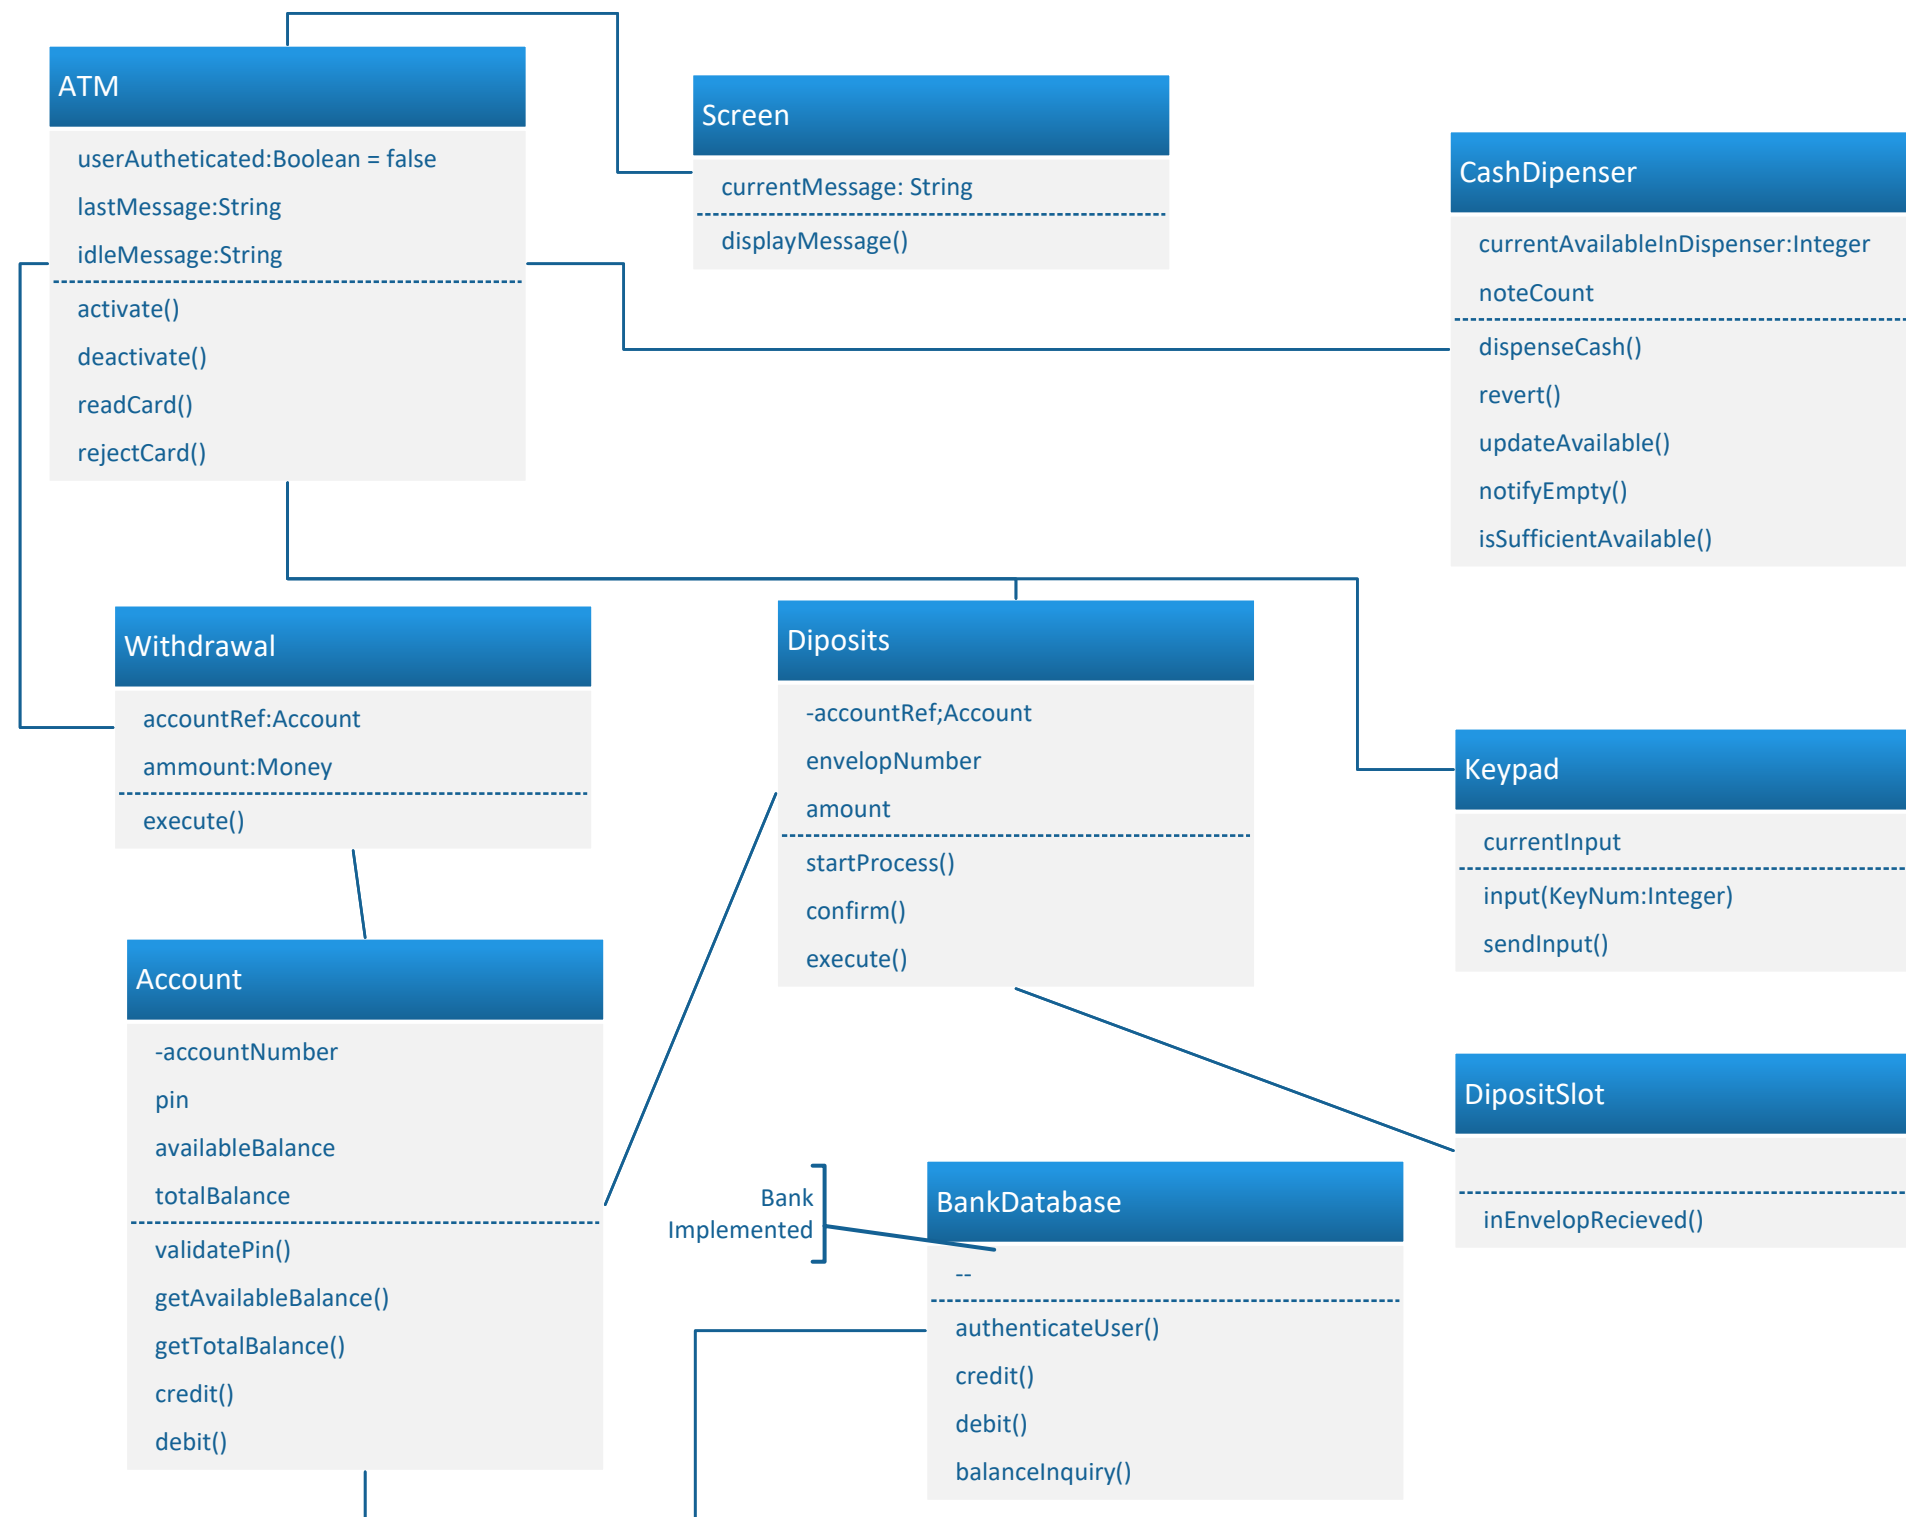 ATM
userAutheticated:Boolean = false
lastMessage:String
idleMessage:String
activate()
deactivate()
readCard()
rejectCard()
Screen
currentMessage: String
displayMessage()
CashDipenser
currentAvailableInDispenser:Integer
noteCount
dispenseCash()
revert()
updateAvailable()
notifyEmpty()
isSufficientAvailable()
Withdrawal
accountRef:Account
ammount:Money
execute()
Diposits
-accountRef;Account
envelopNumber
amount
startProcess()
confirm()
execute()
Keypad
currentInput
input(KeyNum:Integer)
sendInput()
Account
-accountNumber
pin
availableBalance
totalBalance
validatePin()
getAvailableBalance()
getTotalBalance()
credit()
debit()
Bank
Implemented
BankDatabase
--
authenticateUser()
credit()
debit()
balanceInquiry()
DipositSlot
inEnvelopRecieved()